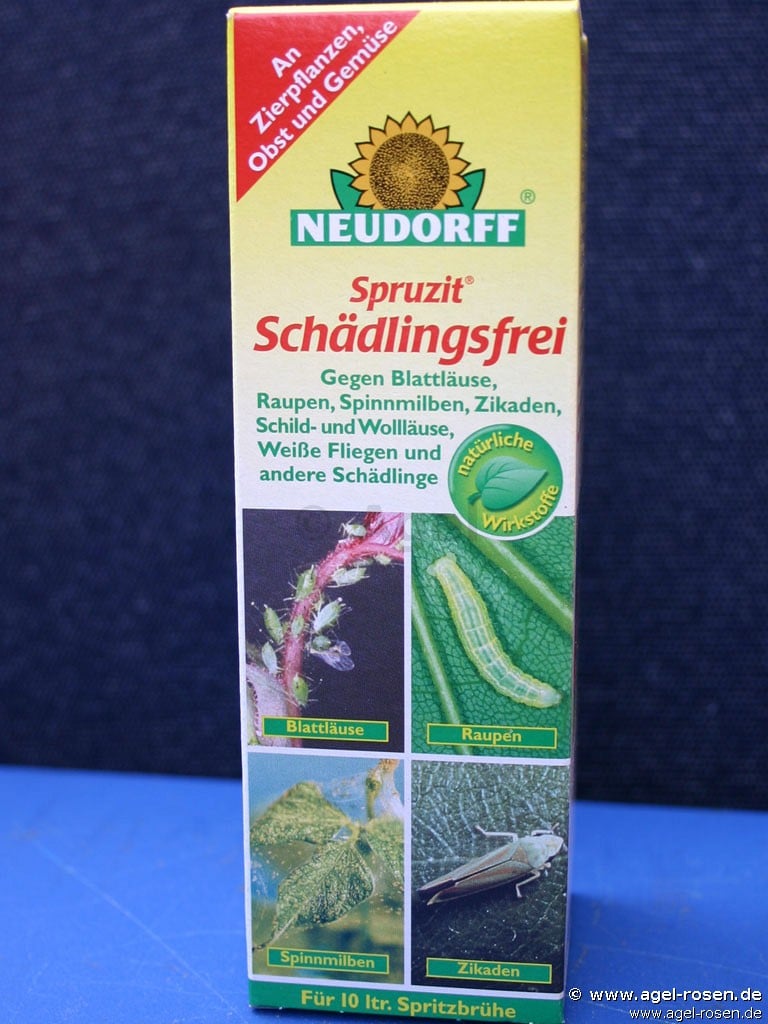 An
Zierpflanzen,
Obst und Gemüse
NEUDORFF®
Spruzit®
Schädlingsfrei
Gegen Blattläuse,
Raupen, Spinnmilben, Zikaden,
Schild- und Wollläuse,
Weiße Fliegen und
andere Schädlinge
natürliche
Wirkstoffe
Blattläuse
Raupen
Spinnmilben
Zikaden
Für 10 ltr. Spritzbrühe
© www.agel-rosen.de
www.agel-rosen.de